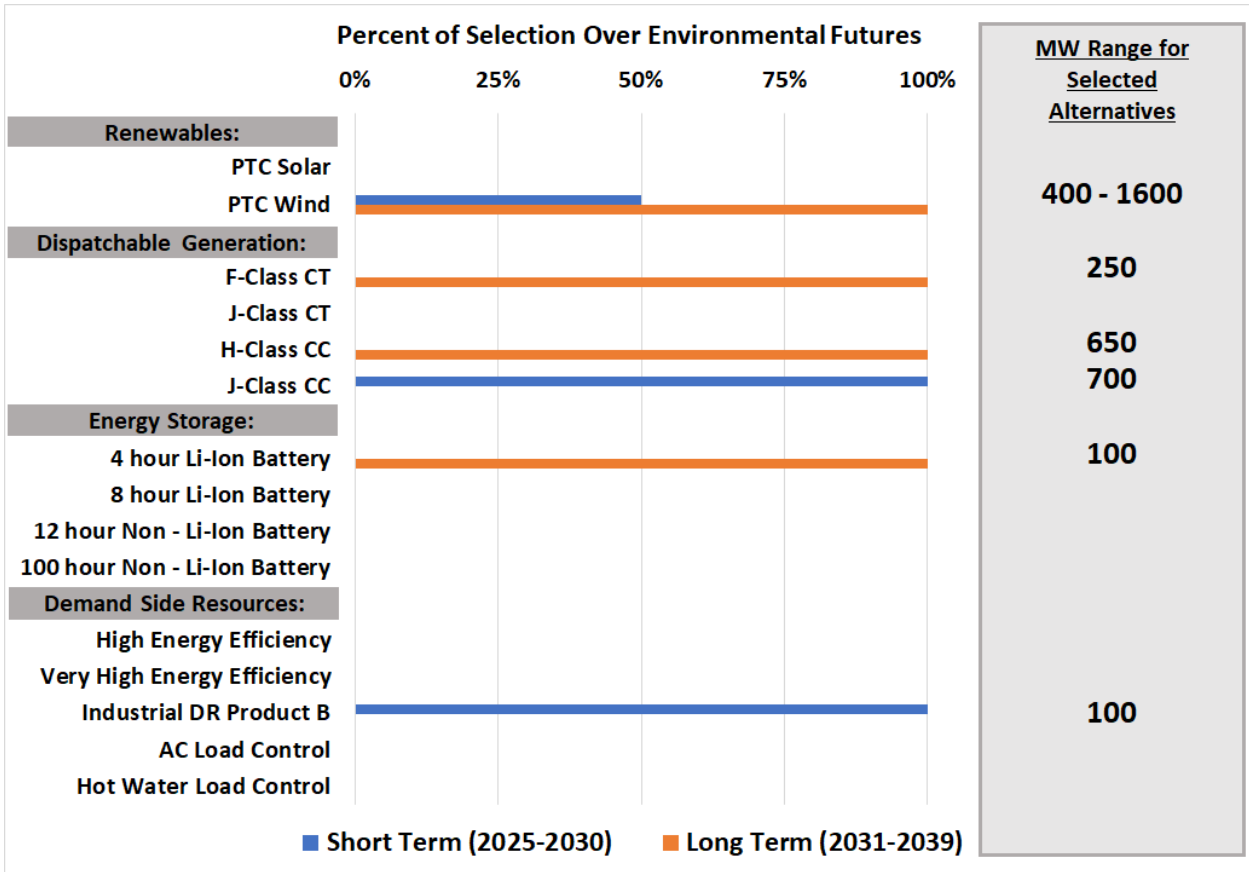 Percent of Selection Over Environmental Futures
0% 25% 50% 75% 100%
MW Range for
Selected
Alternatives
Renewables:
PTC Solar
PTC Wind
400 - 1600
Dispatchable Generation:
F-Class CT
250
J-Class CT
H-Class CC
650
J-Class CC
700
Energy Storage:
4 hour Li-Ion Battery
100
8 hour Li-Ion Battery
12 hour Non - Li-Ion Battery
100 hour Non - Li-Ion Battery
Demand Side Resources:
High Energy Efficiency
Very High Energy Efficiency
Industrial DR Product B
100
AC Load Control
Hot Water Load Control
Short Term (2025-2030) Long Term (2031-2039)